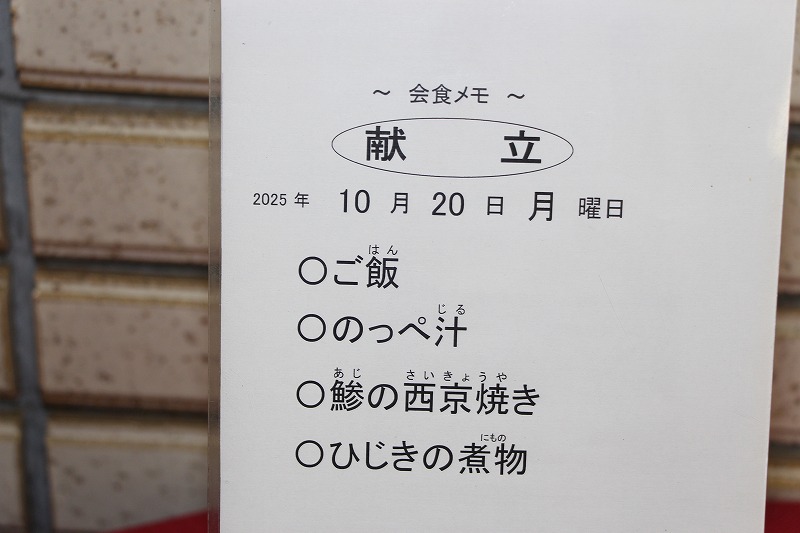 ～ 会食メモ ～
献 立
2025 年 10 月 20 日 月 曜日
はん
○ご飯
じる
○のっぺ汁
あじ さいきょうや
○鯵の西京焼き
にもの
○ひじきの煮物